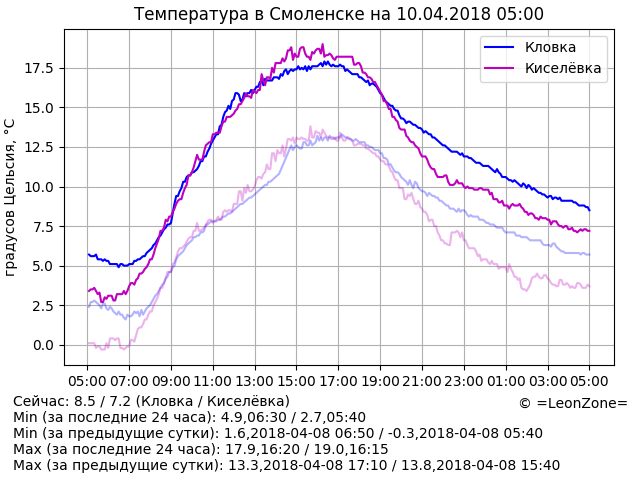 Температура в Смоленске на 10.04.2018 05:00
градусов Цельсия, °C
17.5
15.0
12.5
10.0
7.5
5.0
2.5
0.0
Кловка
Киселёвка
05:00 07:00 09:00 11:00 13:00 15:00 17:00 19:00 21:00 23:00 01:00 03:00 05:00
© =LeonZone=
Сейчас: 8.5 / 7.2 (Кловка / Киселёвка)
Min (за последние 24 часа): 4.9,06:30 / 2.7,05:40
Min (за предыдущие сутки): 1.6,2018-04-08 06:50 / -0.3,2018-04-08 05:40
Max (за последние 24 часа): 17.9,16:20 / 19.0,16:15
Max (за предыдущие сутки): 13.3,2018-04-08 17:10 / 13.8,2018-04-08 15:40